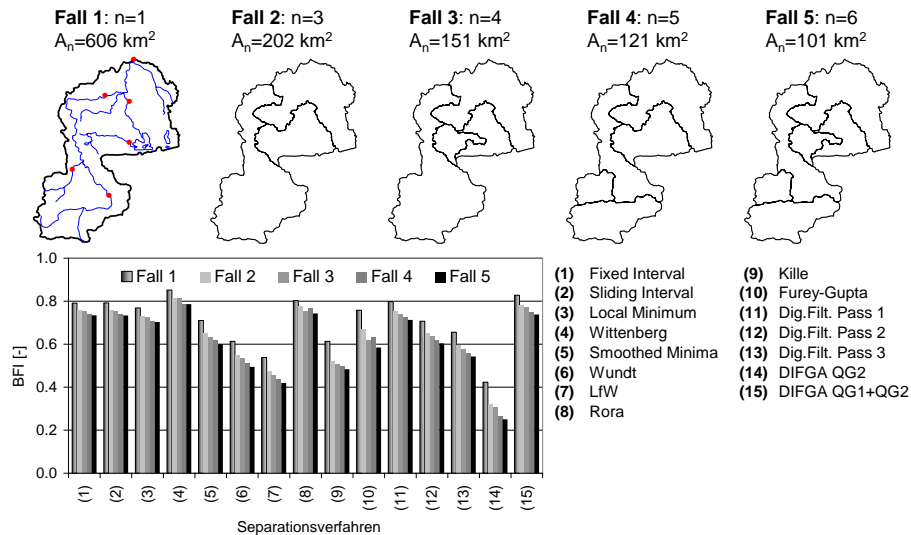 Fall 1: n=1
Aₙ=606 km²
Fall 2: n=3
Aₙ=202 km²
Fall 3: n=4
Aₙ=151 km²
Fall 4: n=5
Aₙ=121 km²
Fall 5: n=6
Aₙ=101 km²
1.0
0.8
0.6
0.4
0.2
0.0
BFI [-]
Fall 1 Fall 2 Fall 3 Fall 4 Fall 5
(1) (2) (3) (4) (5) (6) (7) (8) (9) (10) (11) (12) (13) (14) (15)
Separationsverfahren
(1) Fixed Interval
(2) Sliding Interval
(3) Local Minimum
(4) Wittenberg
(5) Smoothed Minima
(6) Wundt
(7) LfW
(8) Rora
(9) Kille
(10) Furey-Gupta
(11) Dig.Filt. Pass 1
(12) Dig.Filt. Pass 2
(13) Dig.Filt. Pass 3
(14) DIFGA QG2
(15) DIFGA QG1+QG2